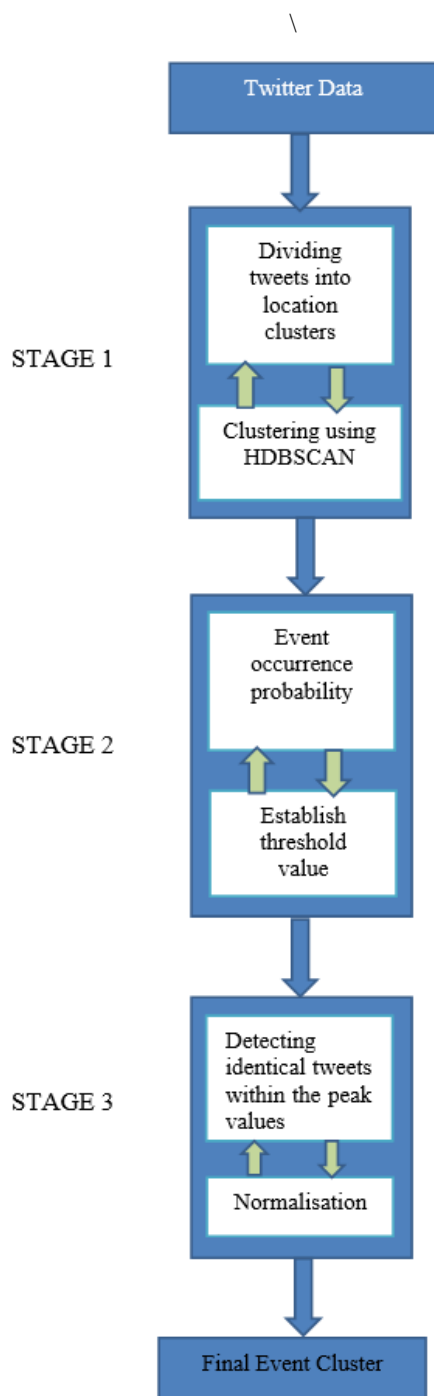 \
Twitter Data
STAGE 1
Dividing
tweets into
location
clusters
Clustering using
HDBSCAN
STAGE 2
Event
occurrence
probability
Establish
threshold
value
STAGE 3
Detecting
identical tweets
within the peak
values
Normalisation
Final Event Cluster